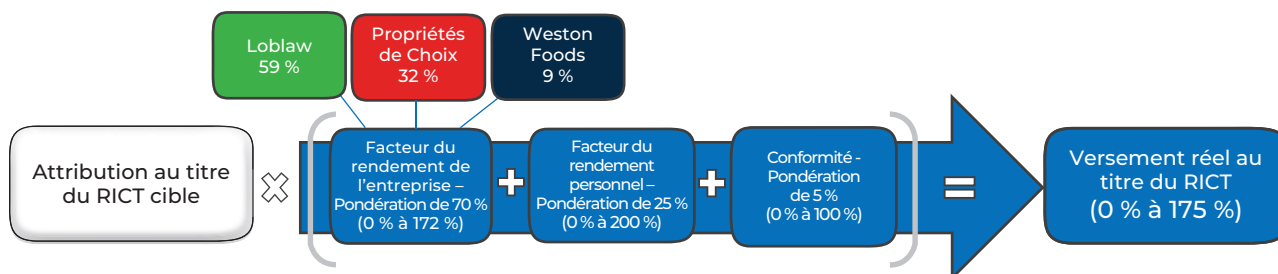 Loblaw
59 %
Propriétés
de Choix
32 %
Weston
Foods
9 %
Attribution au titre
du RICT cible
×
Facteur du
rendement de
l’entreprise –
Pondération de 70 %
(0 % à 172 %)
+
Facteur du
rendement
personnel –
Pondération de 25 %
(0 % à 200 %)
+
Conformité -
Pondération
de 5 %
(0 % à 100 %)
=
Versement réel au
titre du RICT
(0 % à 175 %)